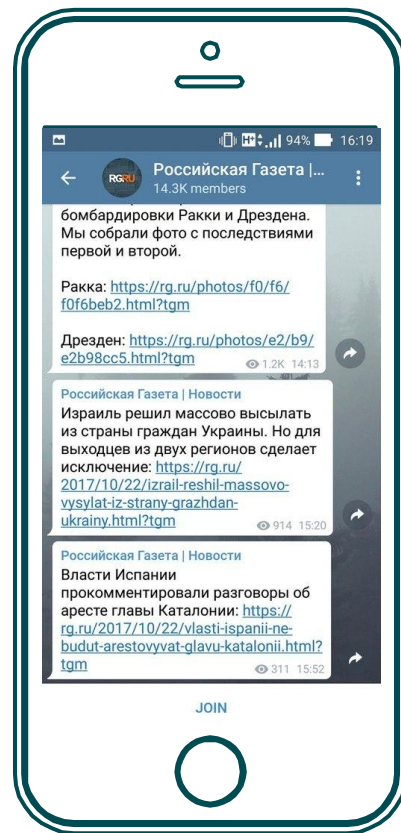 94% 16:19
RGRU
Российская Газета |...
14.3K members
бомбардировки Ракки и Дрездена.
Мы собрали фото с последствиями
первой и второй.
Ракка: https://rg.ru/photos/f0/f6/
f0f6beb2.html?tgm
Дрезден: https://rg.ru/photos/e2/b9/
e2b98cc5.html?tgm
1.2K 14:13
Российская Газета | Новости
Израиль решил массово высылать
из страны граждан Украины. Но для
выходцев из двух регионов сделает
исключение: https://rg.ru/
2017/10/22/izrail-reshil-massovo-
vysylat-iz-strany-grazhdan-
ukrainy.html?tgm
914 15:20
Российская Газета | Новости
Власти Испании
прокомментировали разговоры об
аресте главы Каталонии: https://
rg.ru/2017/10/22/vlasti-ispanii-ne-
budut-arestovyvat-glavu-katalonii.html?
tgm
311 15:52
JOIN